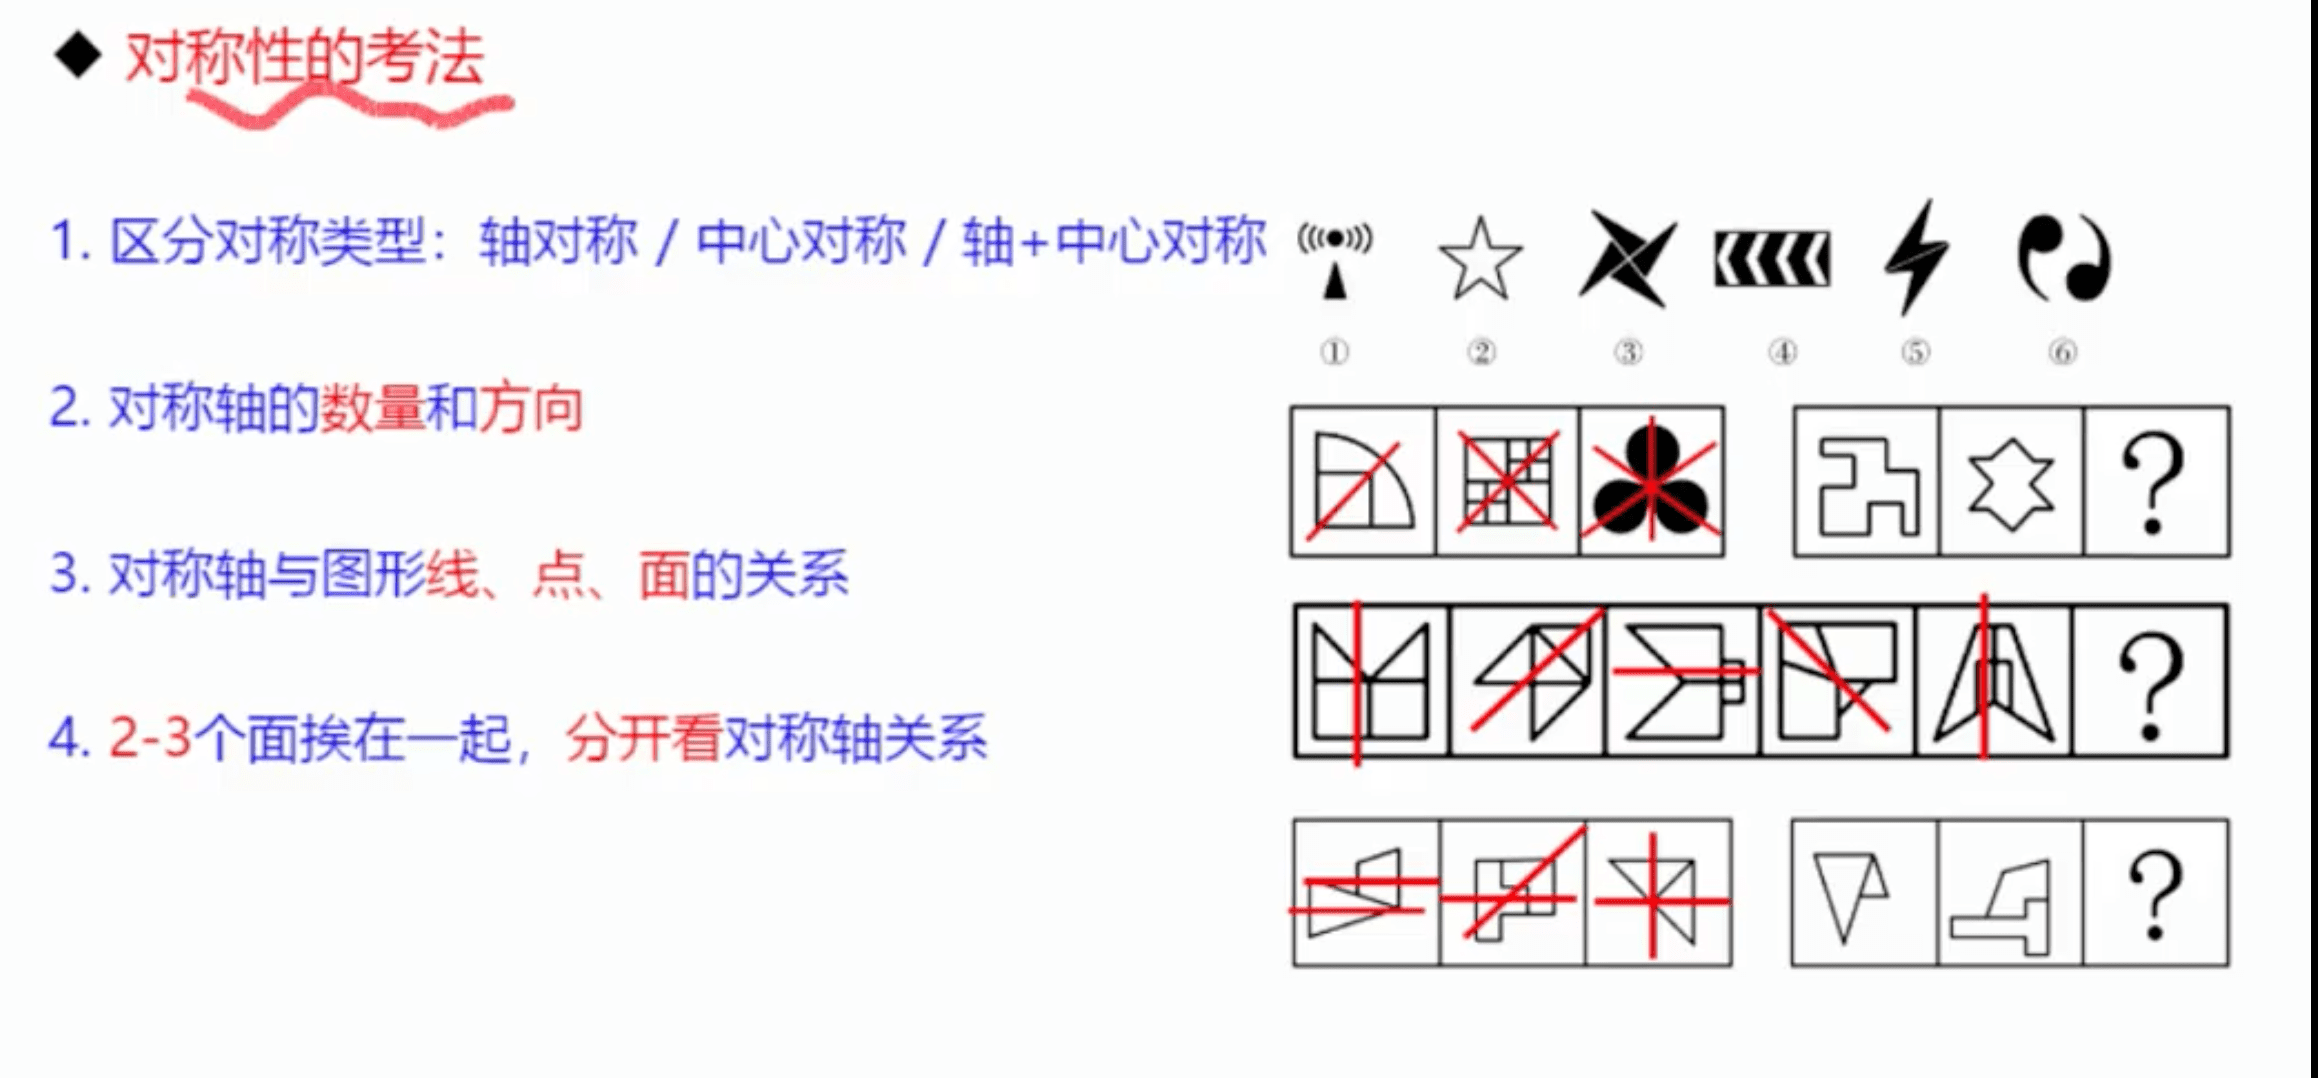 ◆ 对称性的考法
1. 区分对称类型：轴对称 / 中心对称 / 轴+中心对称
① ② ③ ④ ⑤ ⑥
2. 对称轴的数量和方向
?
3. 对称轴与图形线、点、面的关系
?
4. 2-3个面挨在一起，分开看对称轴关系
?